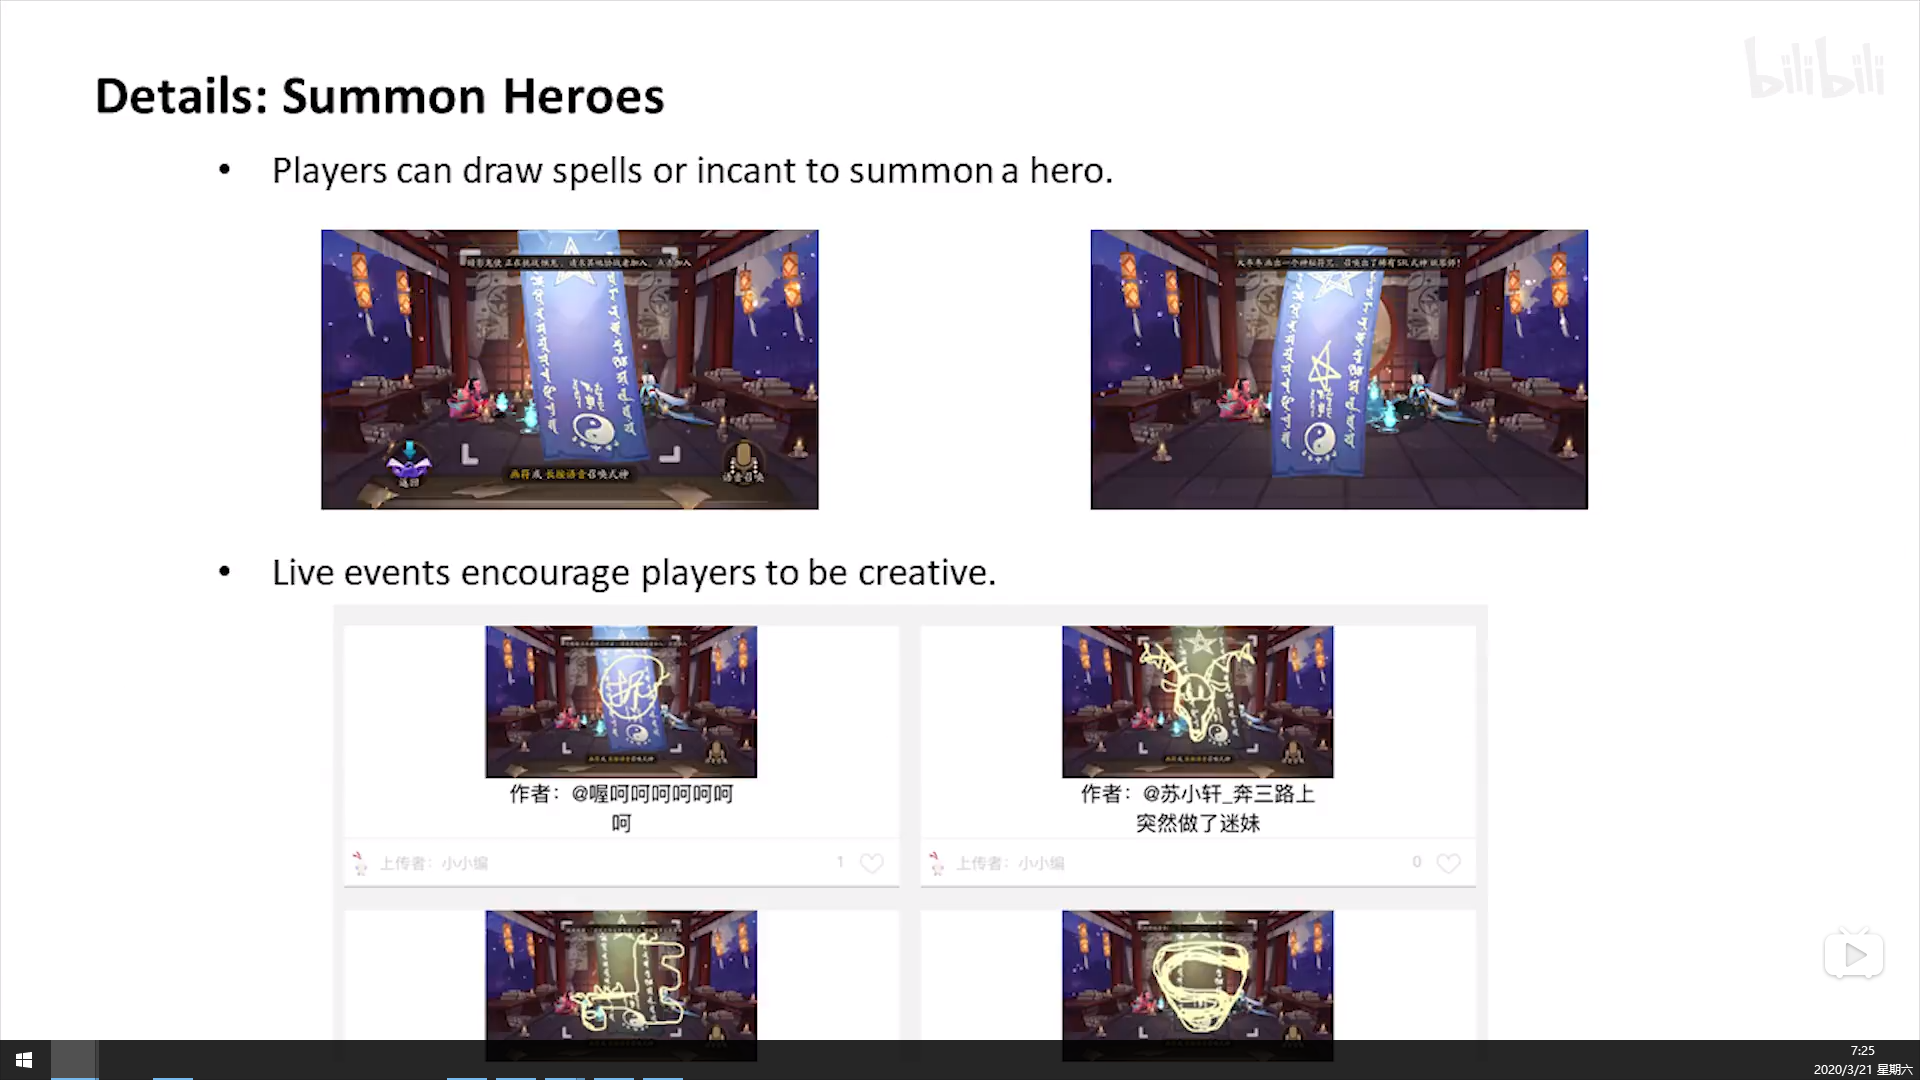 bilibili
Details: Summon Heroes
• Players can draw spells or incant to summon a hero.
画符或 长按语音召唤式神
语音召唤
• Live events encourage players to be creative.
作者：@喔呵呵呵呵呵呵
呵
上传者：小小编
1
作者：@苏小轩_奔三路上
突然做了迷妹
上传者：小小编
0
7:25
2020/3/21 星期六